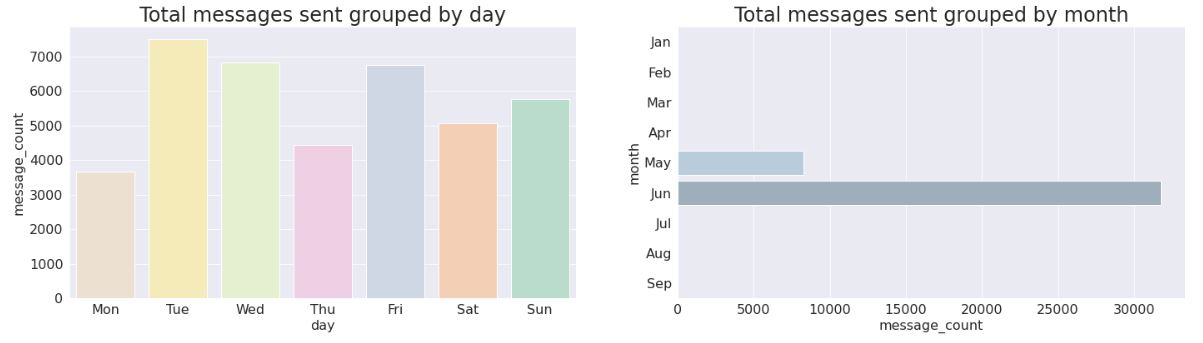 Total messages sent grouped by day
message_count
7000
6000
5000
4000
3000
2000
1000
0
Mon Tue Wed Thu Fri Sat Sun
day
Total messages sent grouped by month
month
Jan
Feb
Mar
Apr
May
Jun
Jul
Aug
Sep
0 5000 10000 15000 20000 25000 30000
message_count